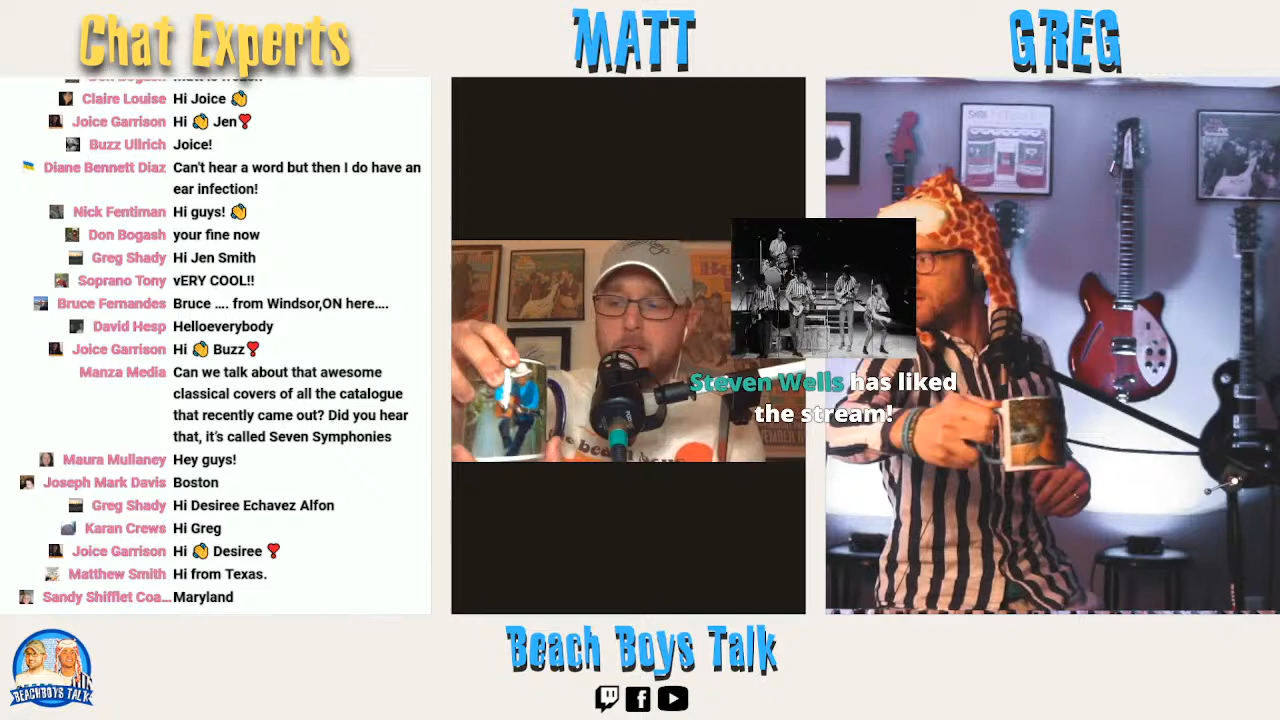 Chat Experts
MATT
GREG
Claire Louise Hi Joice 👏
Joice Garrison Hi 👏 Jen❣
Buzz Ullrich Joice!
Diane Bennett Diaz Can't hear a word but then I do have an
ear infection!
Nick Fentiman Hi guys! 👏
Don Bogash your fine now
Greg Shady Hi Jen Smith
Soprano Tony vERY COOL!!
Bruce Fernandes Bruce .... from Windsor,ON here....
David Hesp Helloeverybody
Joice Garrison Hi 👏 Buzz❣
Manza Media Can we talk about that awesome
classical covers of all the catalogue
that recently came out? Did you hear
that, it's called Seven Symphonies
Maura Mullaney Hey guys!
Joseph Mark Davis Boston
Greg Shady Hi Desiree Echavez Alfon
Karan Crews Hi Greg
Joice Garrison Hi 👏 Desiree ❣
Matthew Smith Hi from Texas.
Sandy Shifflet Coa... Maryland
Steven Wells has liked
the stream!
Beach Boys Talk
BEACHBOYS TALK